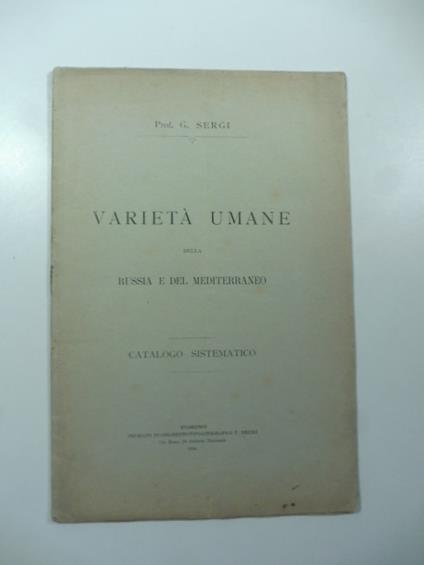 Prof. G. SERGI
VARIETÀ UMANE
DELLA
RUSSIA E DEL MEDITERRANEO
CATALOGO SISTEMATICO